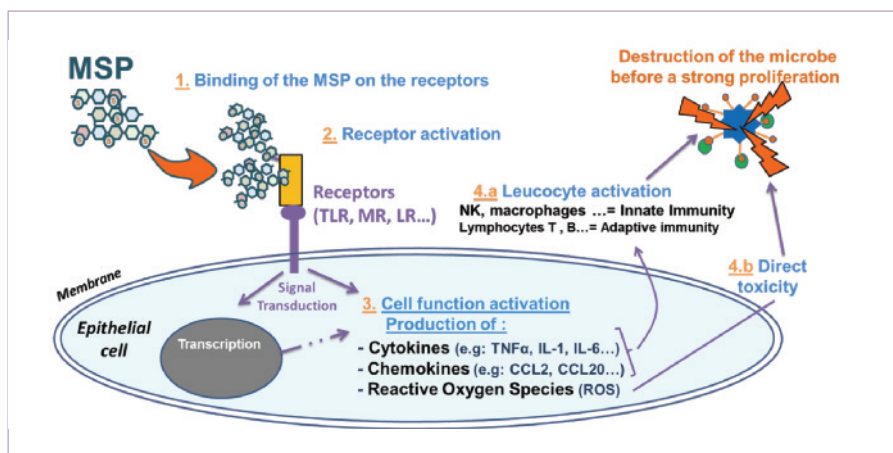 MSP
1. Binding of the MSP on the receptors
2. Receptor activation
Receptors
(TLR, MR, LR...)
Destruction of the microbe
before a strong proliferation
4.a Leucocyte activation
NK, macrophages ...= Innate Immunity
Lymphocytes T , B...= Adaptive immunity
4.b Direct
toxicity
Membrane
Epithelial
cell
Signal
Transduction
Transcription
3. Cell function activation
Production of :
- Cytokines (e.g: TNFα, IL-1, IL-6...)
- Chemokines (e.g: CCL2, CCL20...)
- Reactive Oxygen Species (ROS)